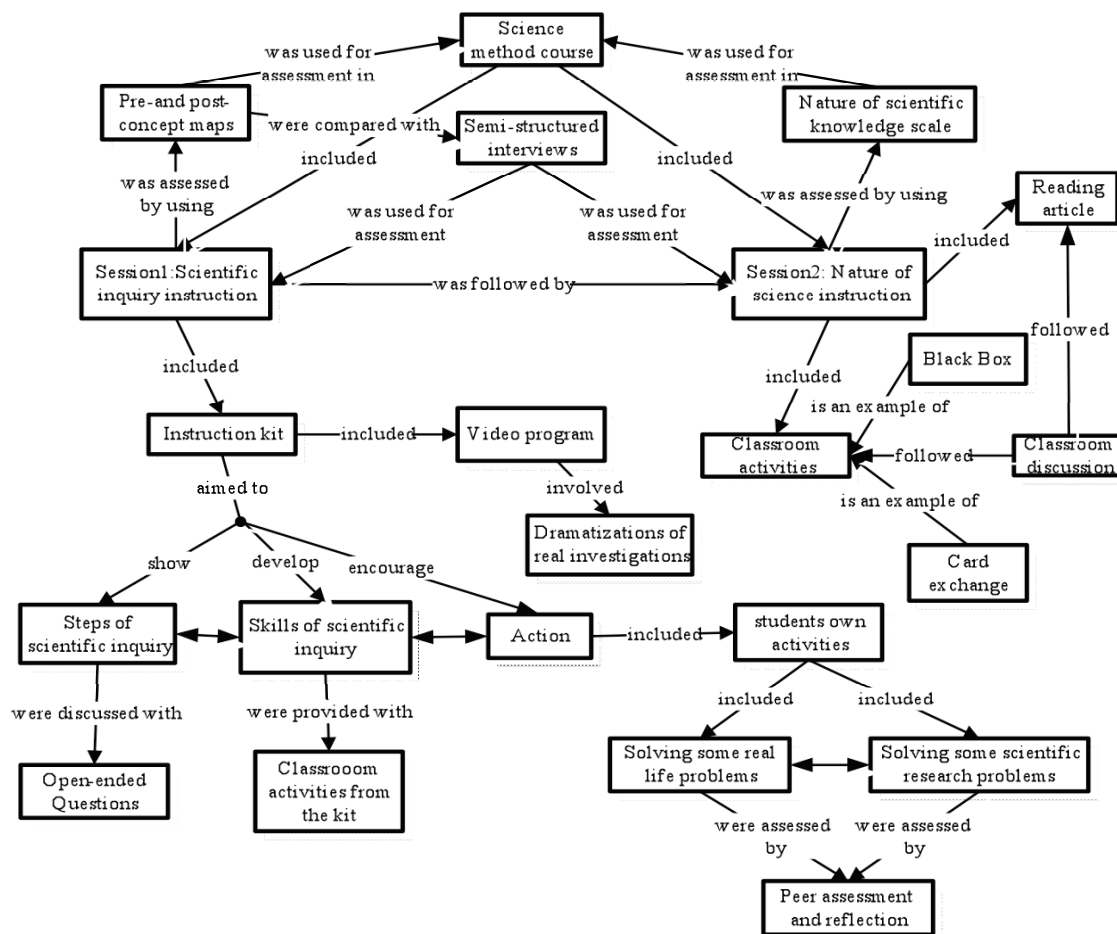 Science
method course
was used for
assessment in
was used for
assessment in
Pre-and post-
concept maps
were compared with
Semi-structured
interviews
Nature of scientific
knowledge scale
included
included
was assessed
by using
was used for
assessment
was used for
assessment
was assessed by using
Reading
article
included
Session1:Scientific
inquiry instruction
was followed by
Session2: Nature of
science instruction
followed
included
included
Black Box
is an example of
Instruction kit
included
Video program
Classroom
activities
followed
Classroom
discussion
aimed to
involved
is an example of
Dramatizations of
real investigations
Card
exchange
show
develop
encourage
Steps of
scientific inquiry
Skills of scientific
inquiry
Action
included
students own
activities
were discussed with
were provided with
included
included
Open-ended
Questions
Classrooom
activities from
the kit
Solving some real
life problems
Solving some scientific
research problems
were assessed
by
were assessed
by
Peer assessment
and reflection